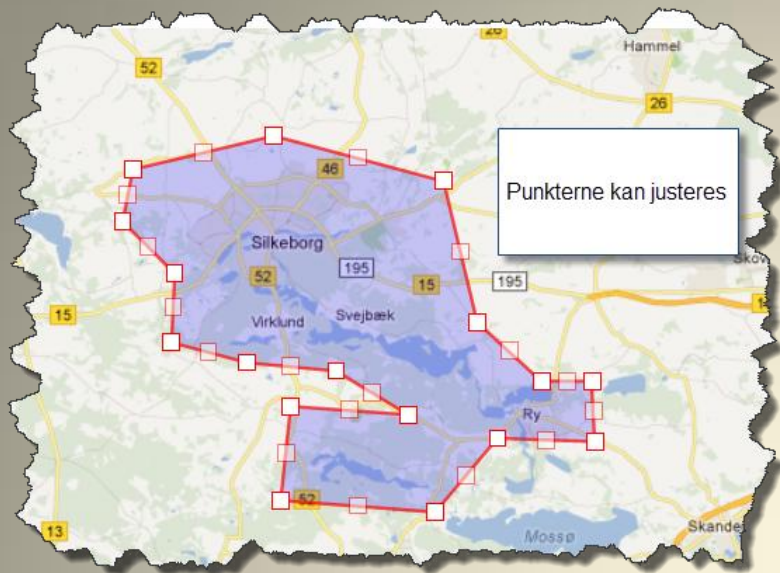 26
52
Hammel
26
46
Punkterne kan justeres
Silkeborg
195
52
15
195
15
Virklund
Svejbæk
Ry
52
13
Mossø